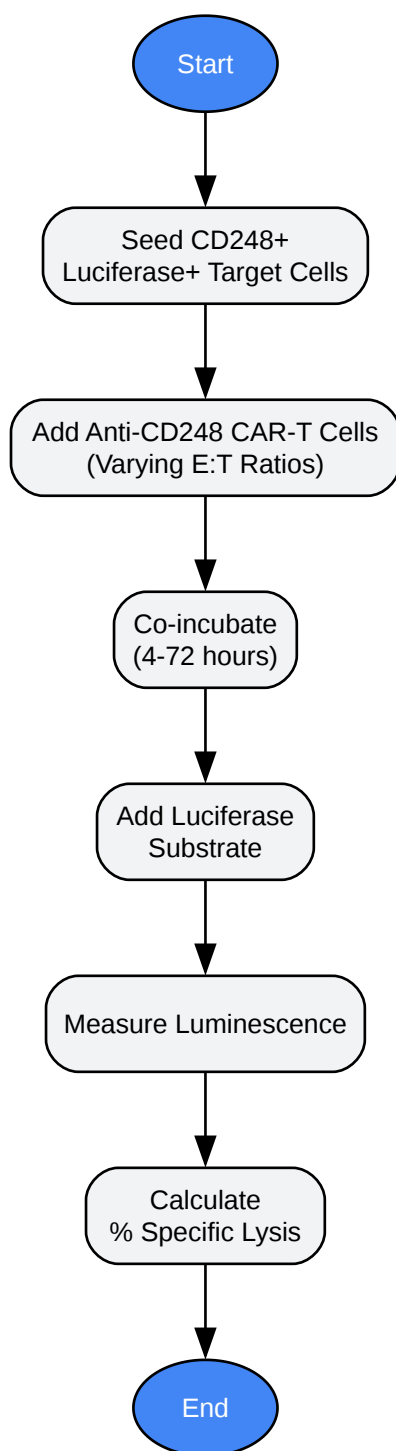 Start
Seed CD248+
Luciferase+ Target Cells
Add Anti-CD248 CAR-T Cells
(Varying E:T Ratios)
Co-incubate
(4-72 hours)
Add Luciferase
Substrate
Measure Luminescence
Calculate
% Specific Lysis
End